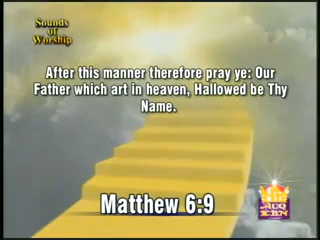 Sounds
of
Worship
After this manner therefore pray ye: Our
Father which art in heaven, Hallowed be Thy
Name.
Matthew 6:9